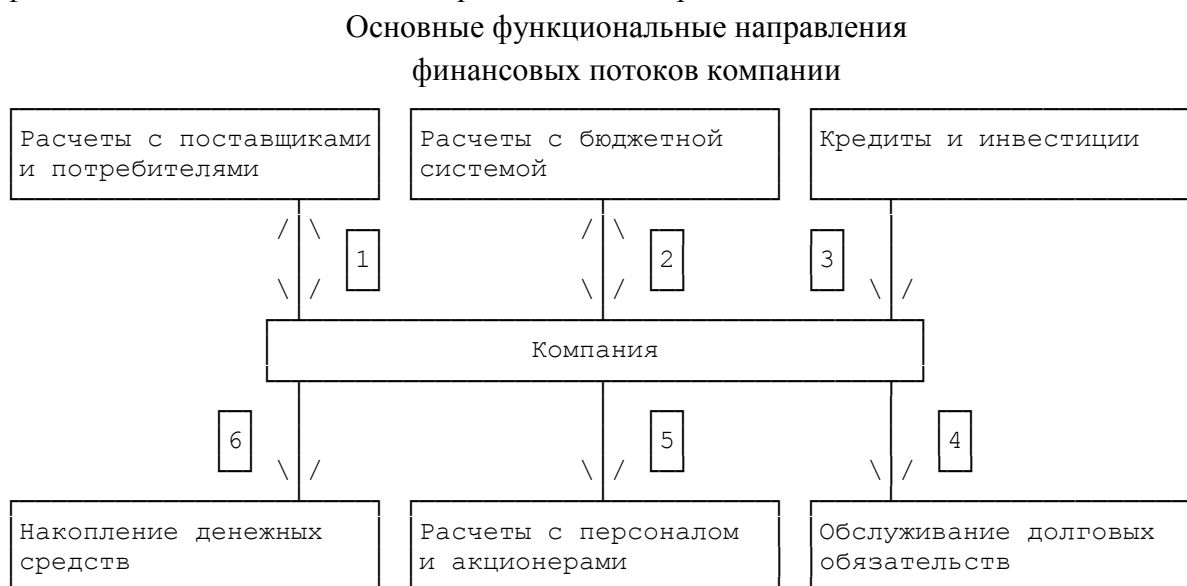 Основные функциональные направления
финансовых потоков компании
Расчеты с поставщиками
и потребителями
Расчеты с бюджетной
системой
Кредиты и инвестиции
1
2
3
Компания
6
5
4
Накопление денежных
средств
Расчеты с персоналом
и акционерами
Обслуживание долговых
обязательств